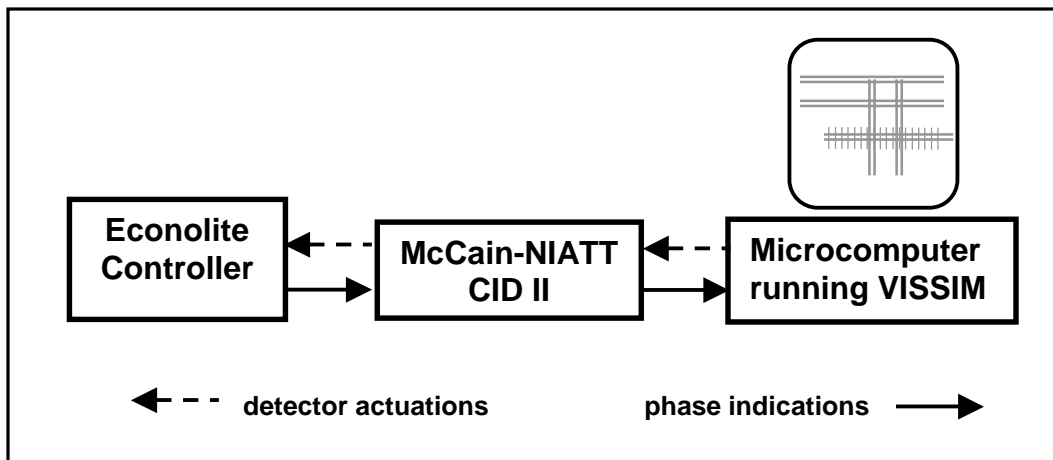 Econolite
Controller
McCain-NIATT
CID II
Microcomputer
running VISSIM
detector actuations
phase indications